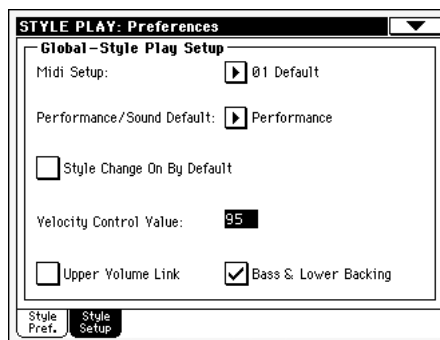 STYLE PLAY: Preferences
Global-Style Play Setup
Midi Setup: 01 Default
Performance/Sound Default: Performance
Style Change On By Default
Velocity Control Value: 95
Upper Volume Link Bass & Lower Backing
Style Pref. Style Setup